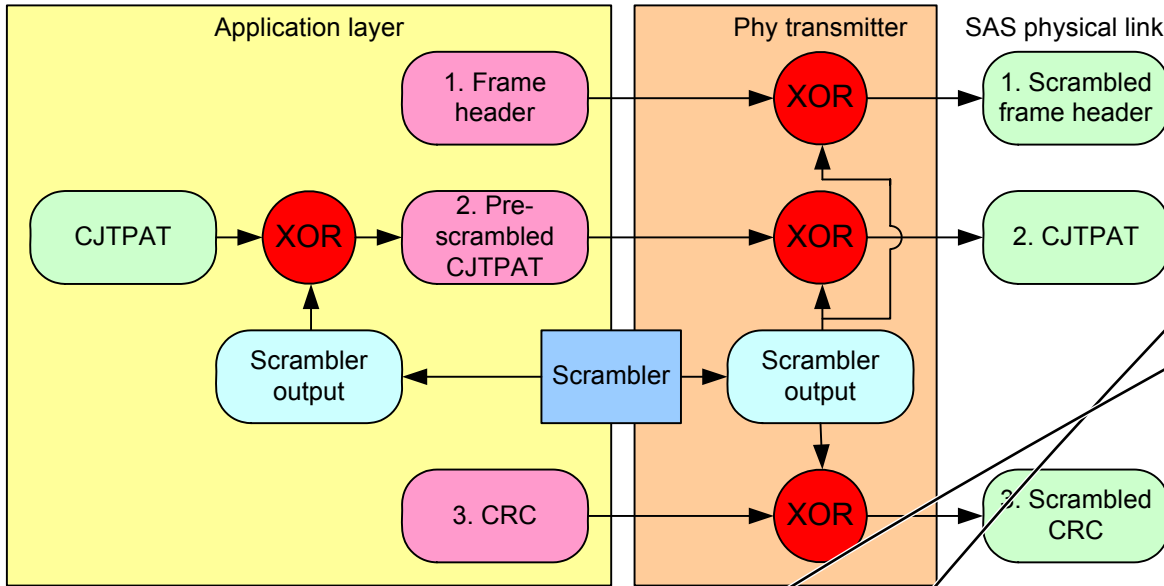 Application layer
Phy transmitter
SAS physical link
1. Frame
header
XOR
1. Scrambled
frame header
CJTPAT
XOR
2. Pre-
scrambled
CJTPAT
XOR
2. CJTPAT
Scrambler
output
Scrambler
Scrambler
output
3. CRC
XOR
3. Scrambled
CRC